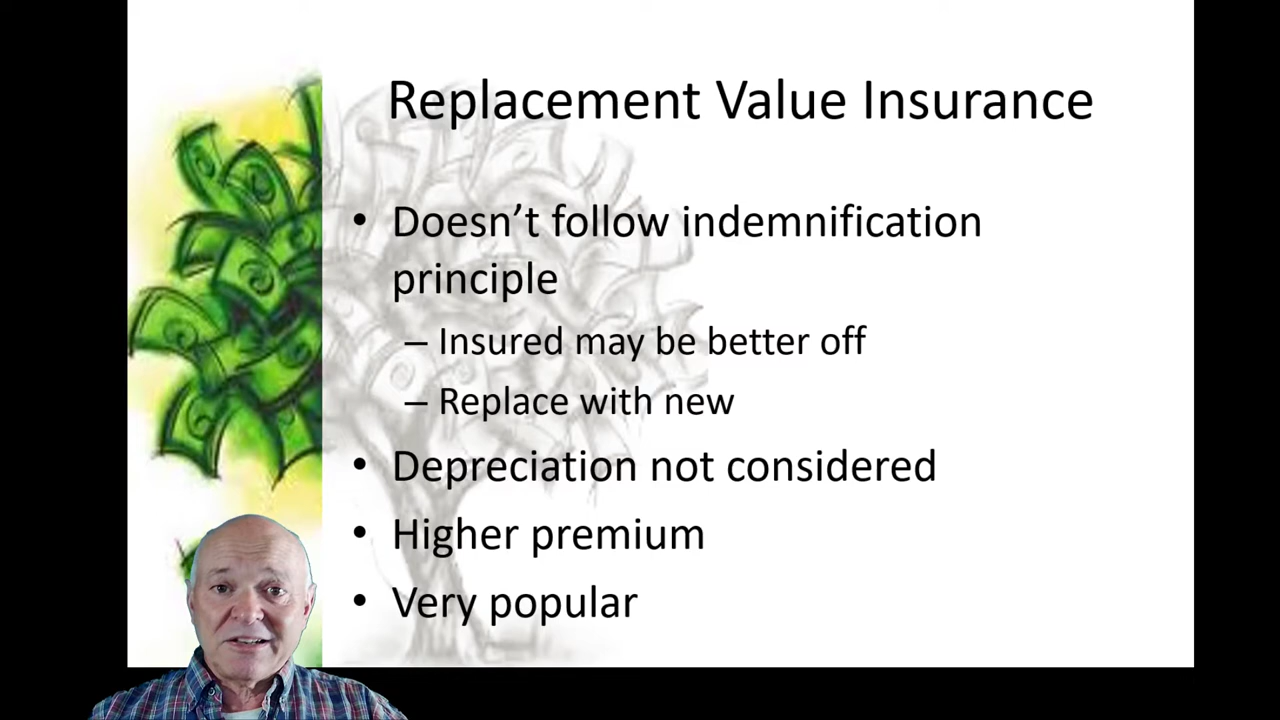 Replacement Value Insurance
• Doesn’t follow indemnification
principle
– Insured may be better off
– Replace with new
• Depreciation not considered
• Higher premium
• Very popular